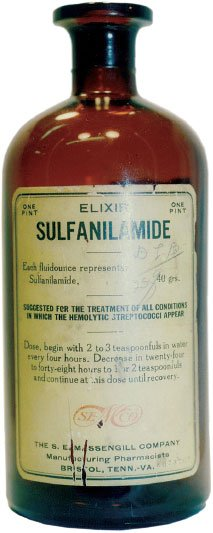 ONE PINT ELIXIR ONE PINT
SULFANILAMIDE
Each fluidounce represents
Sulfanilamide, 40 grs.
SUGGESTED FOR THE TREATMENT OF ALL CONDITIONS
IN WHICH THE HEMOLYTIC STREPTOCOCCI APPEAR
Dose, begin with 2 to 3 teaspoonfuls in water
every four hours. Decrease in twenty-four
to forty-eight hours to 1 or 2 teaspoonfuls
and continue at this dose until recovery.
THE S. E. MASSENGILL COMPANY
Manufacturing Pharmacists
BRISTOL, TENN.-VA.